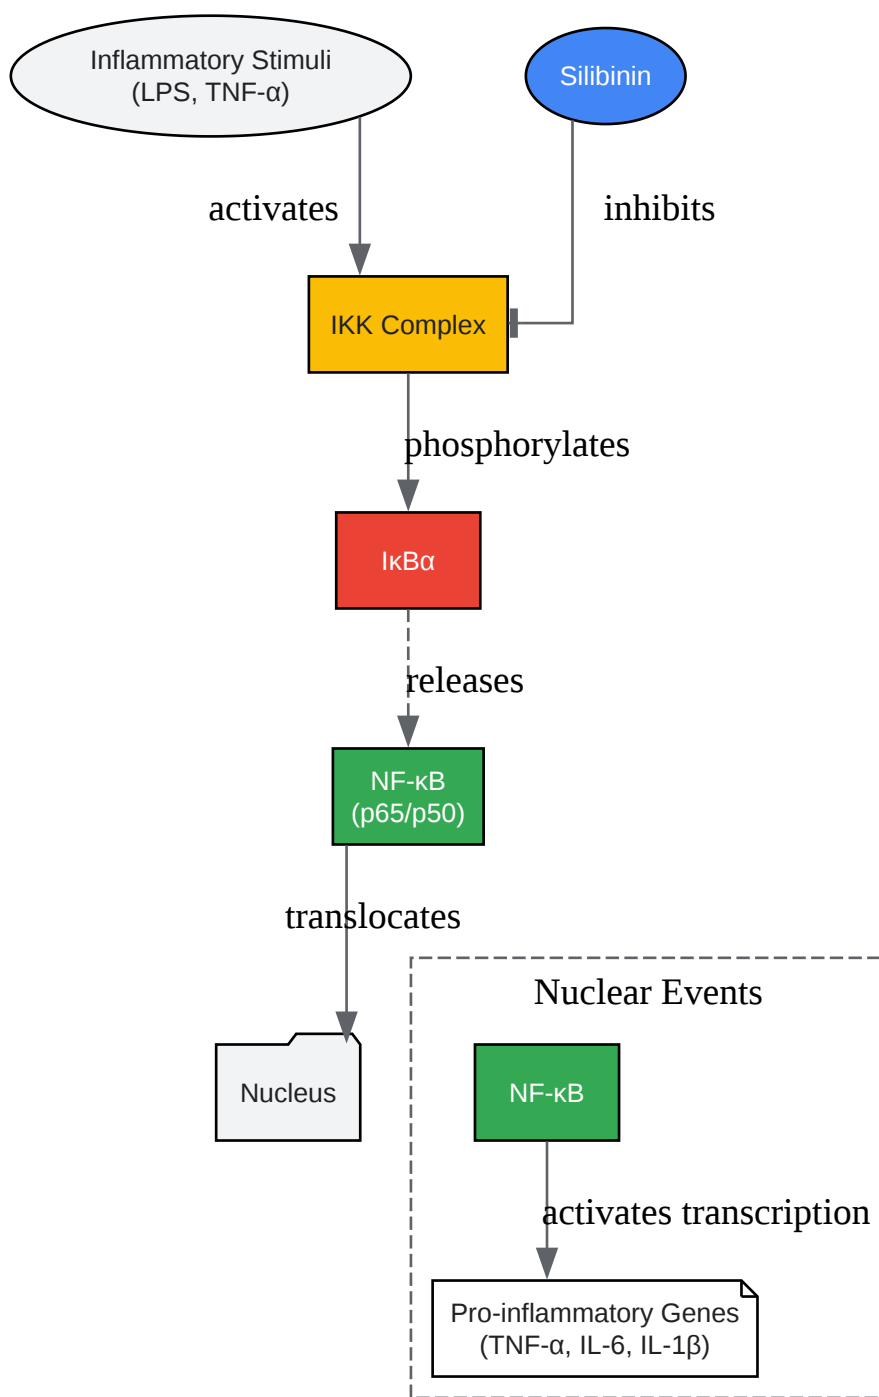 Inflammatory Stimuli
(LPS, TNF-α)
Silibinin
activates
inhibits
IKK Complex
phosphorylates
IκBα
releases
NF-κB
(p65/p50)
translocates
Nuclear Events
Nucleus
NF-κB
activates transcription
Pro-inflammatory Genes
(TNF-α, IL-6, IL-1β)